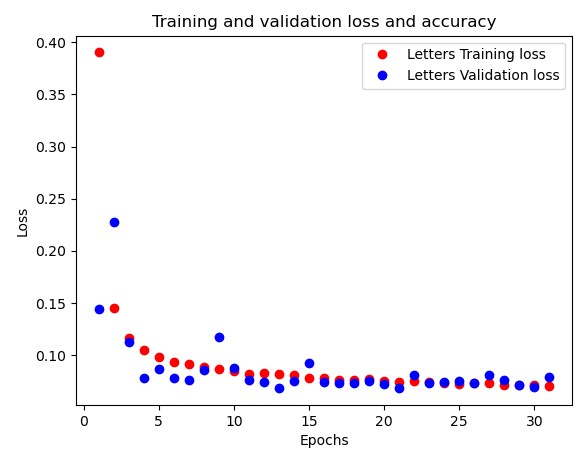 Training and validation loss and accuracy
Letters Training loss
Letters Validation loss
0.40
0.35
0.30
0.25
0.20
0.15
0.10
Loss
0 5 10 15 20 25 30
Epochs